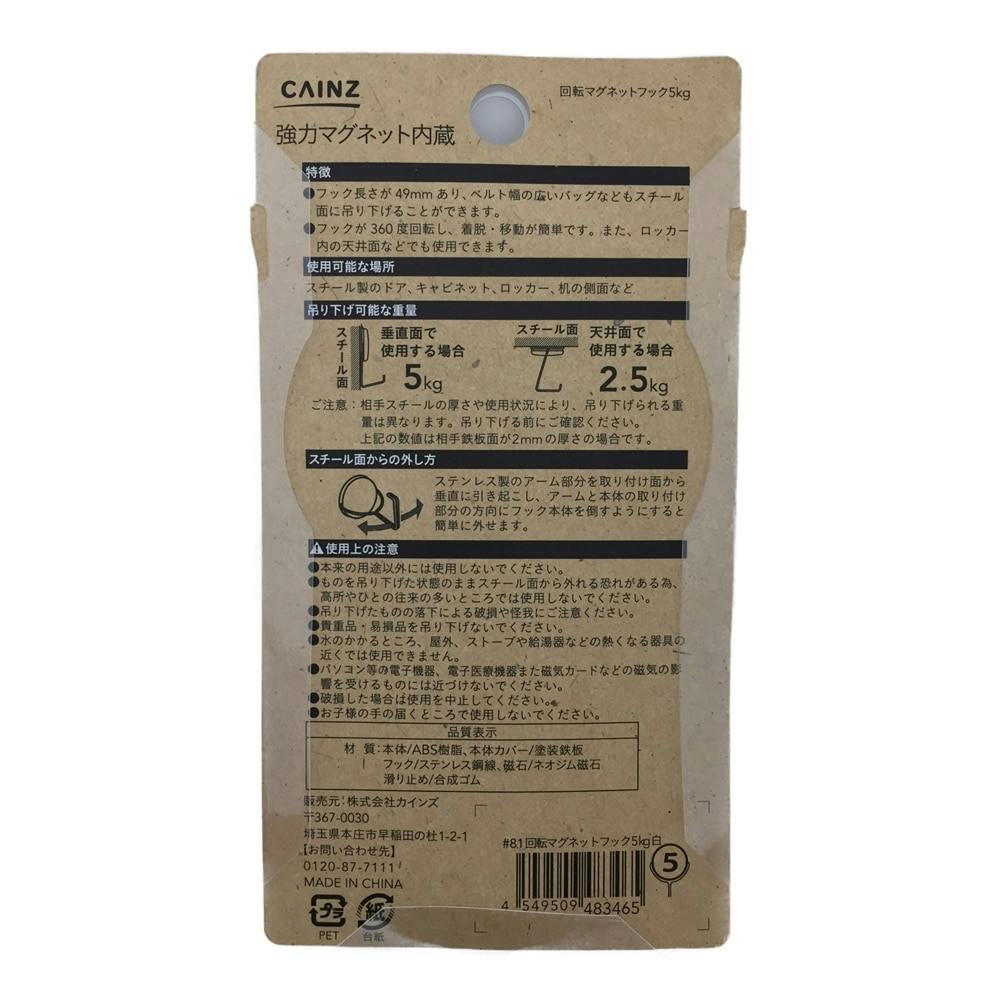 CAINZ
回転マグネットフック5kg
強力マグネット内蔵
特徴
●フック長さが49mmあり、ベルト幅の広いバッグなどもスチール
面に吊り下げることができます。
●フックが360度回転し、着脱・移動が簡単です。また、ロッカー
内の天井面などでも使用できます。
使用可能な場所
スチール製のドア、キャビネット、ロッカー、机の側面など
吊り下げ可能な重量
スチール面
垂直面で
使用する場合
5kg
スチール面
天井面で
使用する場合
2.5kg
ご注意：相手スチールの厚さや使用状況により、吊り下げられる重
量は異なります。吊り下げる前にご確認ください。
上記の数値は相手鉄板面が2mmの厚さの場合です。
スチール面からの外し方
ステンレス製のアーム部分を取り付け面から
垂直に引き起こし、アームと本体の取り付け
部分の方向にフック本体を倒すようにすると
簡単に外せます。
⚠使用上の注意
●本来の用途以外には使用しないでください。
●ものを吊り下げた状態のままスチール面から外れる恐れがある為、
高所やひとの往来の多いところでは使用しないでください。
●吊り下げたものの落下による破損や怪我にご注意ください。
●貴重品・易損品を吊り下げないでください。
●水のかかるところ、屋外、ストーブや給湯器などの熱くなる器具の
近くでは使用できません。
●パソコン等の電子機器、電子医療機器また磁気カードなどの磁気の影
響を受けるものには近づけないでください。
●破損した場合は使用を中止してください。
●お子様の手の届くところで使用しないでください。
品質表示
材 質：本体/ABS樹脂、本体カバー/塗装鉄板
フック/ステンレス鋼線、磁石/ネオジム磁石
滑り止め/合成ゴム
販売元：株式会社カインズ
〒367-0030
埼玉県本庄市早稲田の杜1-2-1
【お問い合わせ先】
0120-87-7111
MADE IN CHINA
プラ
PET
紙
台紙
#81回転マグネットフック5kg白
5
4 549509 483465